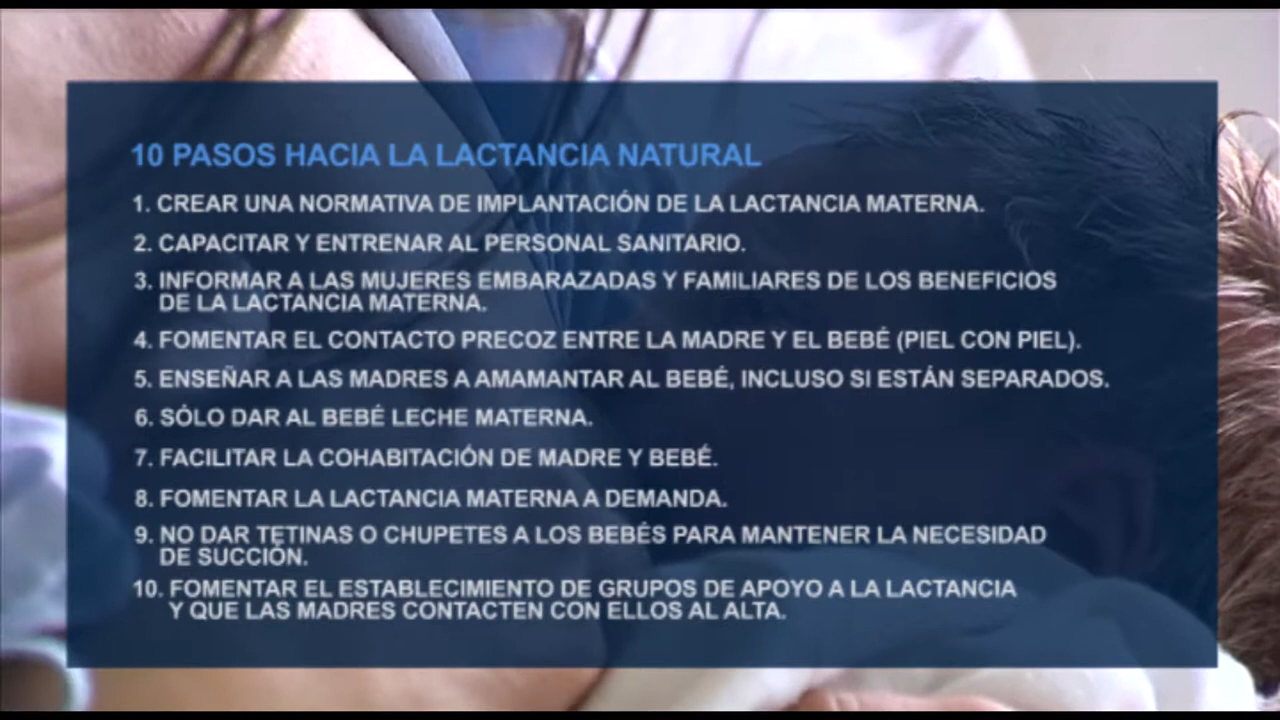 10 PASOS HACIA LA LACTANCIA NATURAL
1. CREAR UNA NORMATIVA DE IMPLANTACIÓN DE LA LACTANCIA MATERNA.
2. CAPACITAR Y ENTRENAR AL PERSONAL SANITARIO.
3. INFORMAR A LAS MUJERES EMBARAZADAS Y FAMILIARES DE LOS BENEFICIOS
DE LA LACTANCIA MATERNA.
4. FOMENTAR EL CONTACTO PRECOZ ENTRE LA MADRE Y EL BEBÉ (PIEL CON PIEL).
5. ENSEÑAR A LAS MADRES A AMAMANTAR AL BEBÉ, INCLUSO SI ESTÁN SEPARADOS.
6. SÓLO DAR AL BEBÉ LECHE MATERNA.
7. FACILITAR LA COHABITACIÓN DE MADRE Y BEBÉ.
8. FOMENTAR LA LACTANCIA MATERNA A DEMANDA.
9. NO DAR TETINAS O CHUPETES A LOS BEBÉS PARA MANTENER LA NECESIDAD
DE SUCCIÓN.
10. FOMENTAR EL ESTABLECIMIENTO DE GRUPOS DE APOYO A LA LACTANCIA
Y QUE LAS MADRES CONTACTEN CON ELLOS AL ALTA.